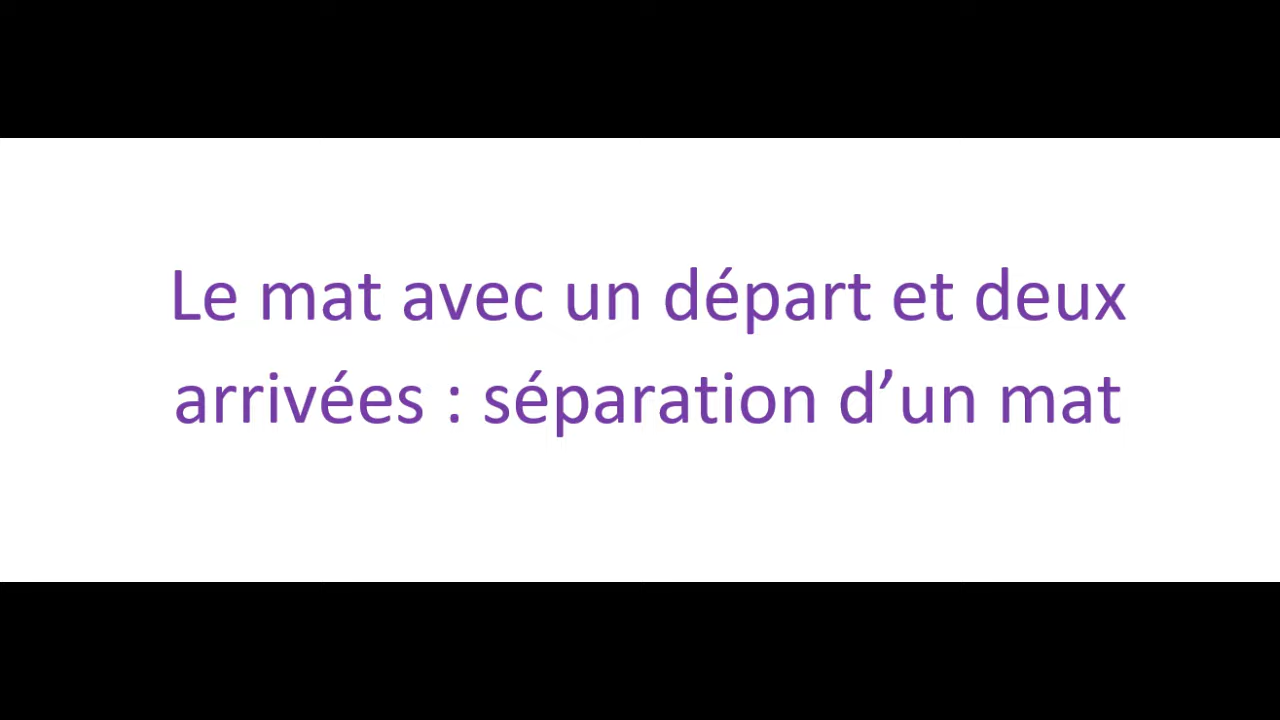 Le mat avec un départ et deux
arrivées : séparation d’un mat